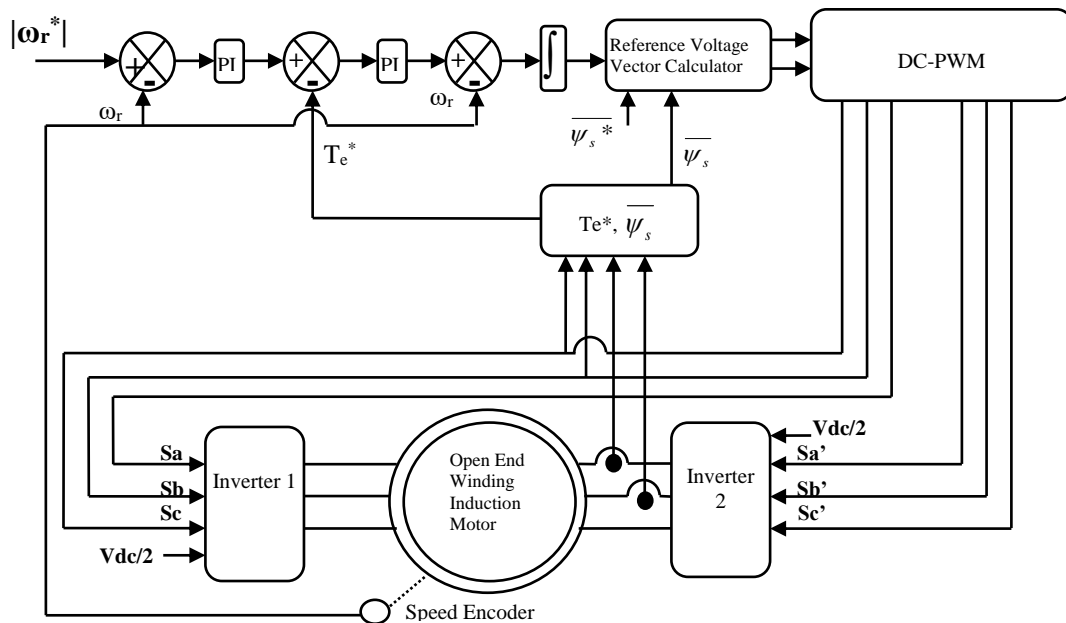 |ωr*|
+
-
PI
+
-
PI
+
-
∫
Reference Voltage
Vector Calculator
DC-PWM
ωr
ωr
ψs*
ψs
Te*
Te*, ψs
Vdc/2
Sa
Sb
Sc
Vdc/2
Inverter 1
Open End
Winding
Induction
Motor
Inverter
2
Sa’
Sb’
Sc’
Speed Encoder